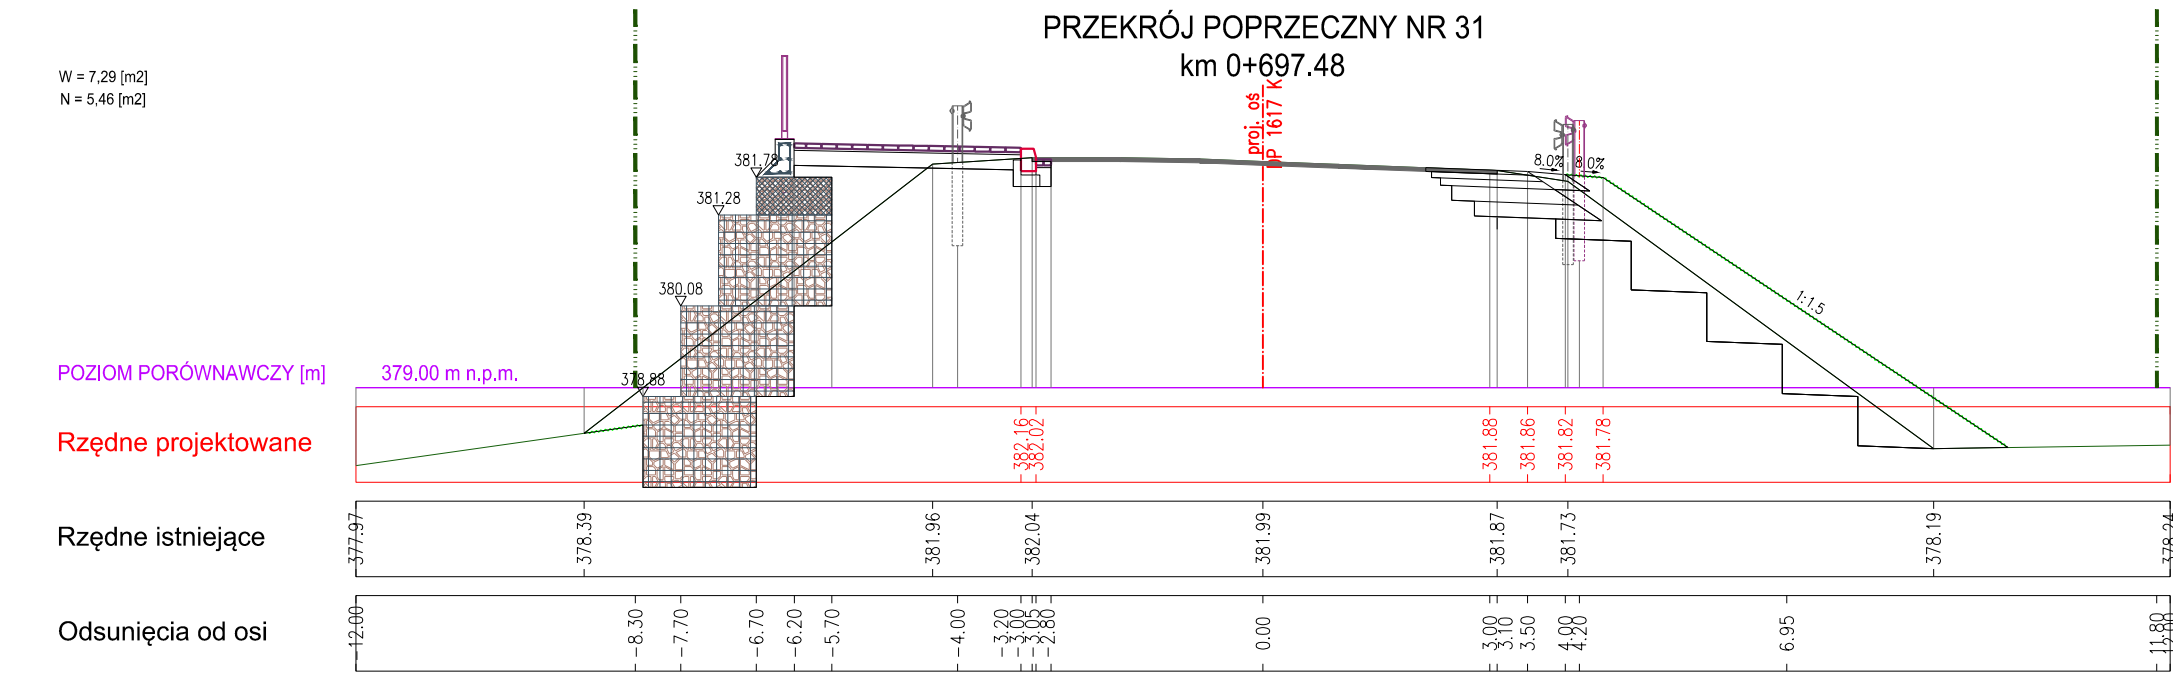 PRZEKRÓJ POPRZECZNY NR 31
km 0+697.48
W = 7,29 [m2]
N = 5,46 [m2]
proj. oś
DP 1617 K
381.78
381.28
380.08
378.88
8.0%
8.0%
1:1.5
POZIOM PORÓWNAWCZY [m] 379.00 m n.p.m.
Rzędne projektowane 382.16 382.02 381.88 381.86 381.82 381.78
Rzędne istniejące 377.97 378.39 381.96 382.04 381.99 381.87 381.73 378.19 378.24
Odsunięcia od osi -12.00 -8.30 -7.70 -6.70 -6.20 -5.70 -4.00 -3.20 -3.00 -2.80 0.00 3.00 3.10 3.50 4.00 4.20 6.95 11.80 12.00